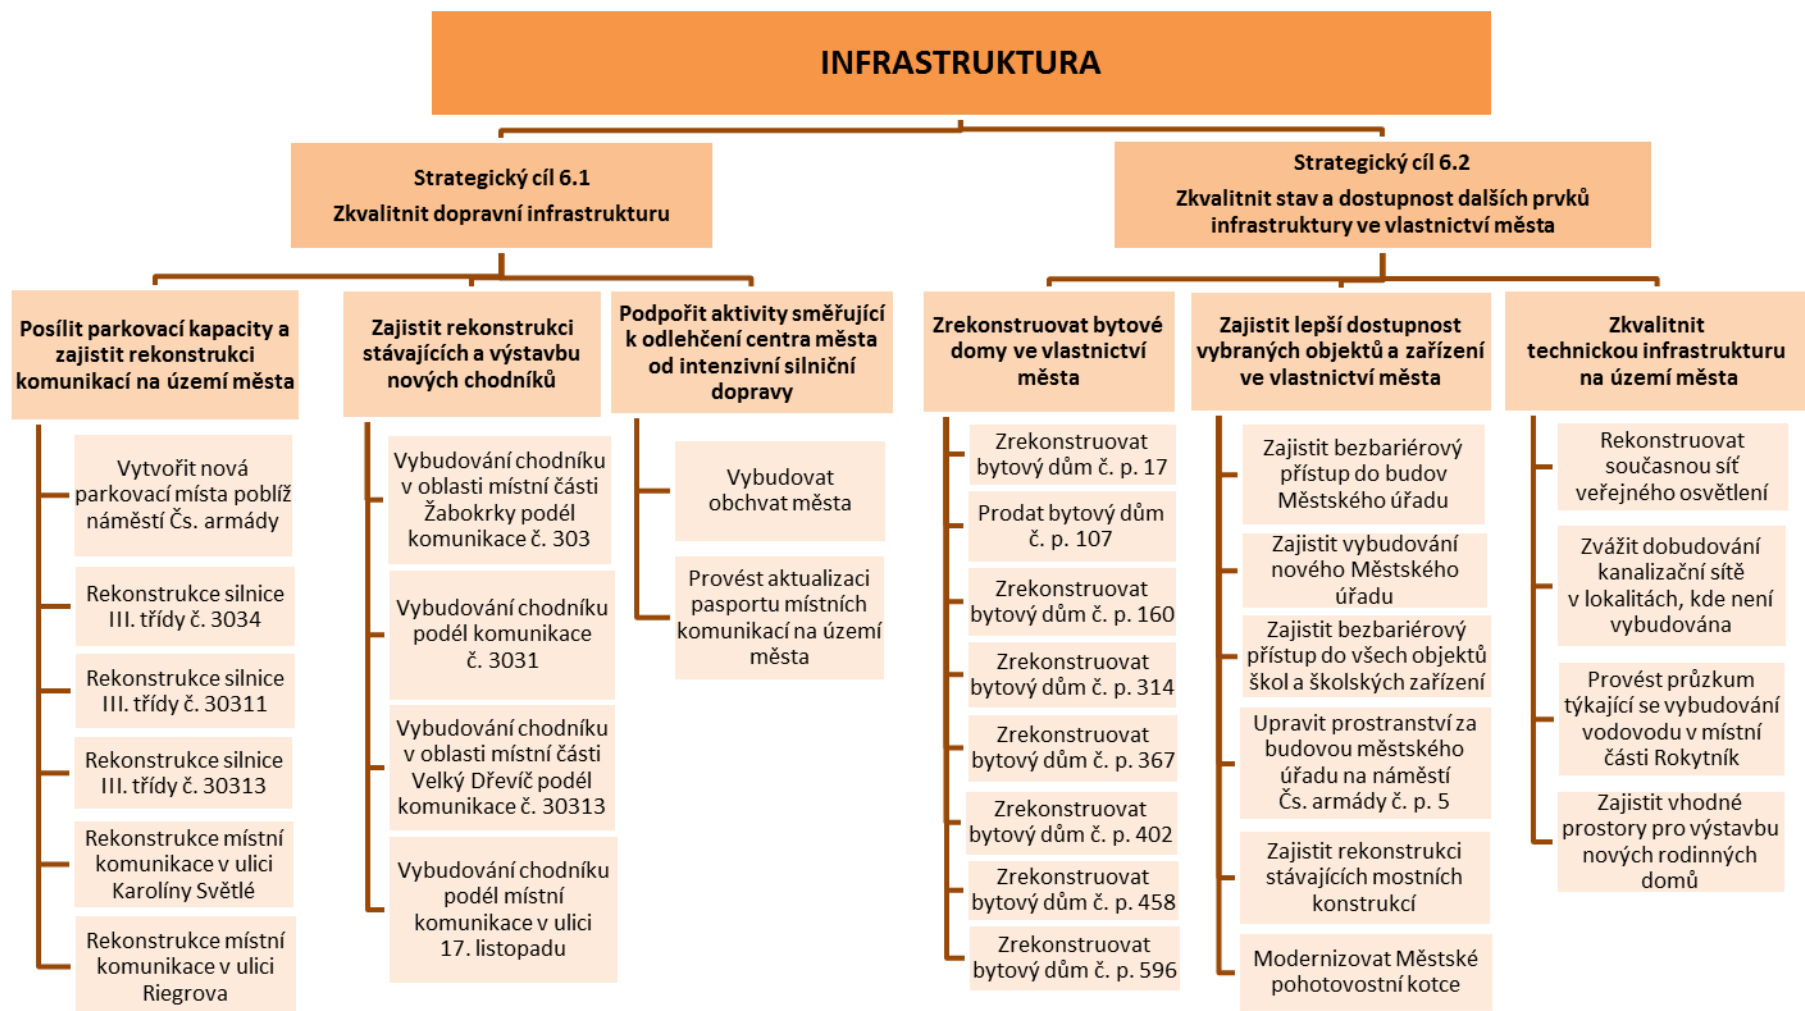 INFRASTRUKTURA
Strategický cíl 6.1
Zkvalitnit dopravní infrastrukturu
Strategický cíl 6.2
Zkvalitnit stav a dostupnost dalších prvků
infrastruktury ve vlastnictví města
Posílit parkovací kapacity a
zajistit rekonstrukci
komunikací na území města
Vytvořit nová
parkovací místa poblíž
náměstí Čs. armády
Rekonstrukce silnice
III. třídy č. 3034
Rekonstrukce silnice
III. třídy č. 30311
Rekonstrukce silnice
III. třídy č. 30313
Rekonstrukce místní
komunikace v ulici
Karolíny Světlé
Rekonstrukce místní
komunikace v ulici
Riegrova
Zajistit rekonstrukci
stávajících a výstavbu
nových chodníků
Vybudování chodníku
v oblasti místní části
Žabokrky podél
komunikace č. 303
Vybudování chodníku
podél komunikace
č. 3031
Vybudování chodníku
v oblasti místní části
Velký Dřevíč podél
komunikace č. 30313
Vybudování chodníku
podél místní
komunikace v ulici
17. listopadu
Podpořit aktivity směřující
k odlehčení centra města
od intenzivní silniční
dopravy
Vybudovat
obchvat města
Provést aktualizaci
pasportu místních
komunikací na území
města
Zrekonstruovat bytové
domy ve vlastnictví
města
Zrekonstruovat
bytový dům č. p. 17
Prodat bytový dům
č. p. 107
Zrekonstruovat
bytový dům č. p. 160
Zrekonstruovat
bytový dům č. p. 314
Zrekonstruovat
bytový dům č. p. 367
Zrekonstruovat
bytový dům č. p. 402
Zrekonstruovat
bytový dům č. p. 458
Zrekonstruovat
bytový dům č. p. 596
Zajistit lepší dostupnost
vybraných objektů a zařízení
ve vlastnictví města
Zajistit bezbariérový
přístup do budov
Městského úřadu
Zajistit vybudování
nového Městského
úřadu
Zajistit bezbariérový
přístup do všech objektů
škol a školských zařízení
Upravit prostranství za
budovou městského
úřadu na náměstí
Čs. armády č. p. 5
Zajistit rekonstrukci
stávajících mostních
konstrukcí
Modernizovat Městské
pohotovostní kotce
Zkvalitnit
technickou infrastrukturu
na území města
Rekonstruovat
současnou síť
veřejného osvětlení
Zvážit dobudování
kanalizační sítě
v lokalitách, kde není
vybudována
Provést průzkum
týkající se vybudování
vodovodu v místní
části Rokytník
Zajistit vhodné
prostory pro výstavbu
nových rodinných
domů